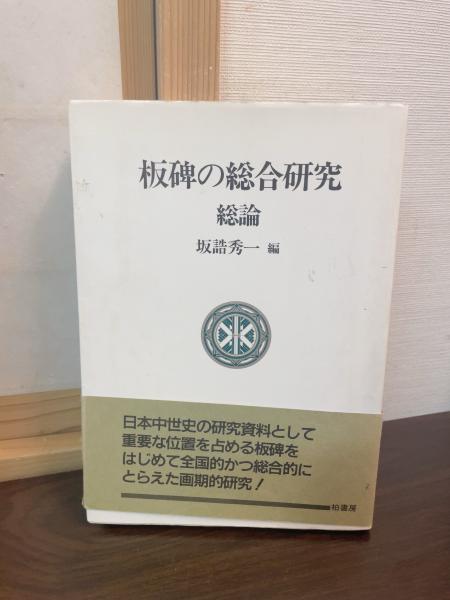 板碑の総合研究
総論
坂誥秀一 編
日本中世史の研究資料として
重要な位置を占める板碑を
はじめて全国的かつ総合的に
とらえた画期的研究！
柏書房